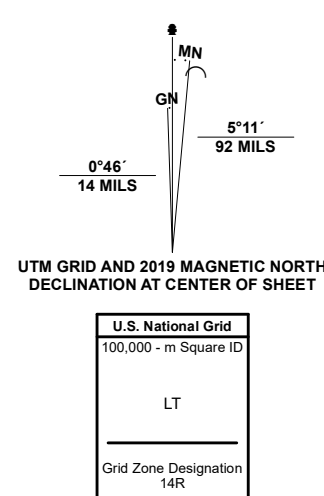 MN
GN
5°11´
92 MILS
0°46´
14 MILS
UTM GRID AND 2019 MAGNETIC NORTH
DECLINATION AT CENTER OF SHEET
U.S. National Grid
100,000 - m Square ID
LT
Grid Zone Designation
14R